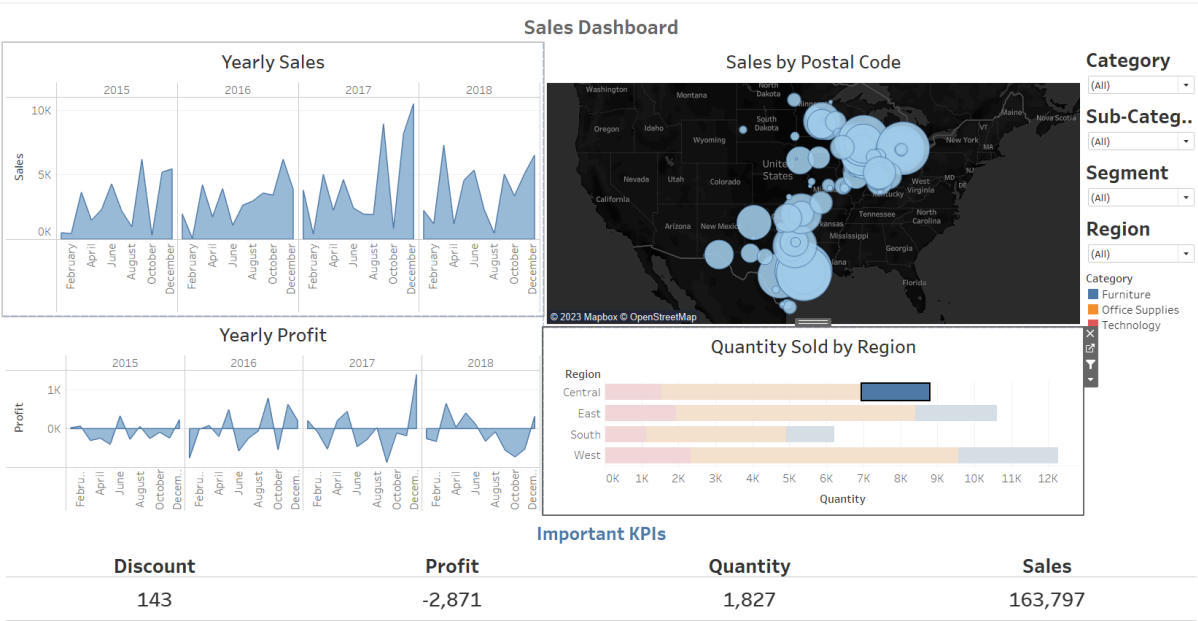 Sales Dashboard
Yearly Sales
2015 2016 2017 2018
10K
5K
0K
Sales
February April June August October December February April June August October December February April June August October December February April June August October December
Sales by Postal Code
Washington
Montana
North Dakota
Oregon
Idaho
South Dakota
Wyoming
Maine
Nova Scotia
VT
New York
MA
Nevada
Utah
Colorado
United States
MD
DE
NJ
West Virginia
Kentucky
California
Tennessee
North Carolina
Arizona
Mississippi
Georgia
Florida
© 2023 Mapbox © OpenStreetMap
Category
(All)
Sub-Categ..
(All)
Segment
(All)
Region
(All)
Category
Furniture
Office Supplies
Technology
Yearly Profit
2015 2016 2017 2018
1K
0K
Profit
Febru.. April June August October Decem.. Febru.. April June August October Decem.. Febru.. April June August October Decem.. Febru.. April June August October Decem..
Quantity Sold by Region
Region
Central
East
South
West
0K 1K 2K 3K 4K 5K 6K 7K 8K 9K 10K 11K 12K
Quantity
Important KPIs
Discount Profit Quantity Sales
143 -2,871 1,827 163,797